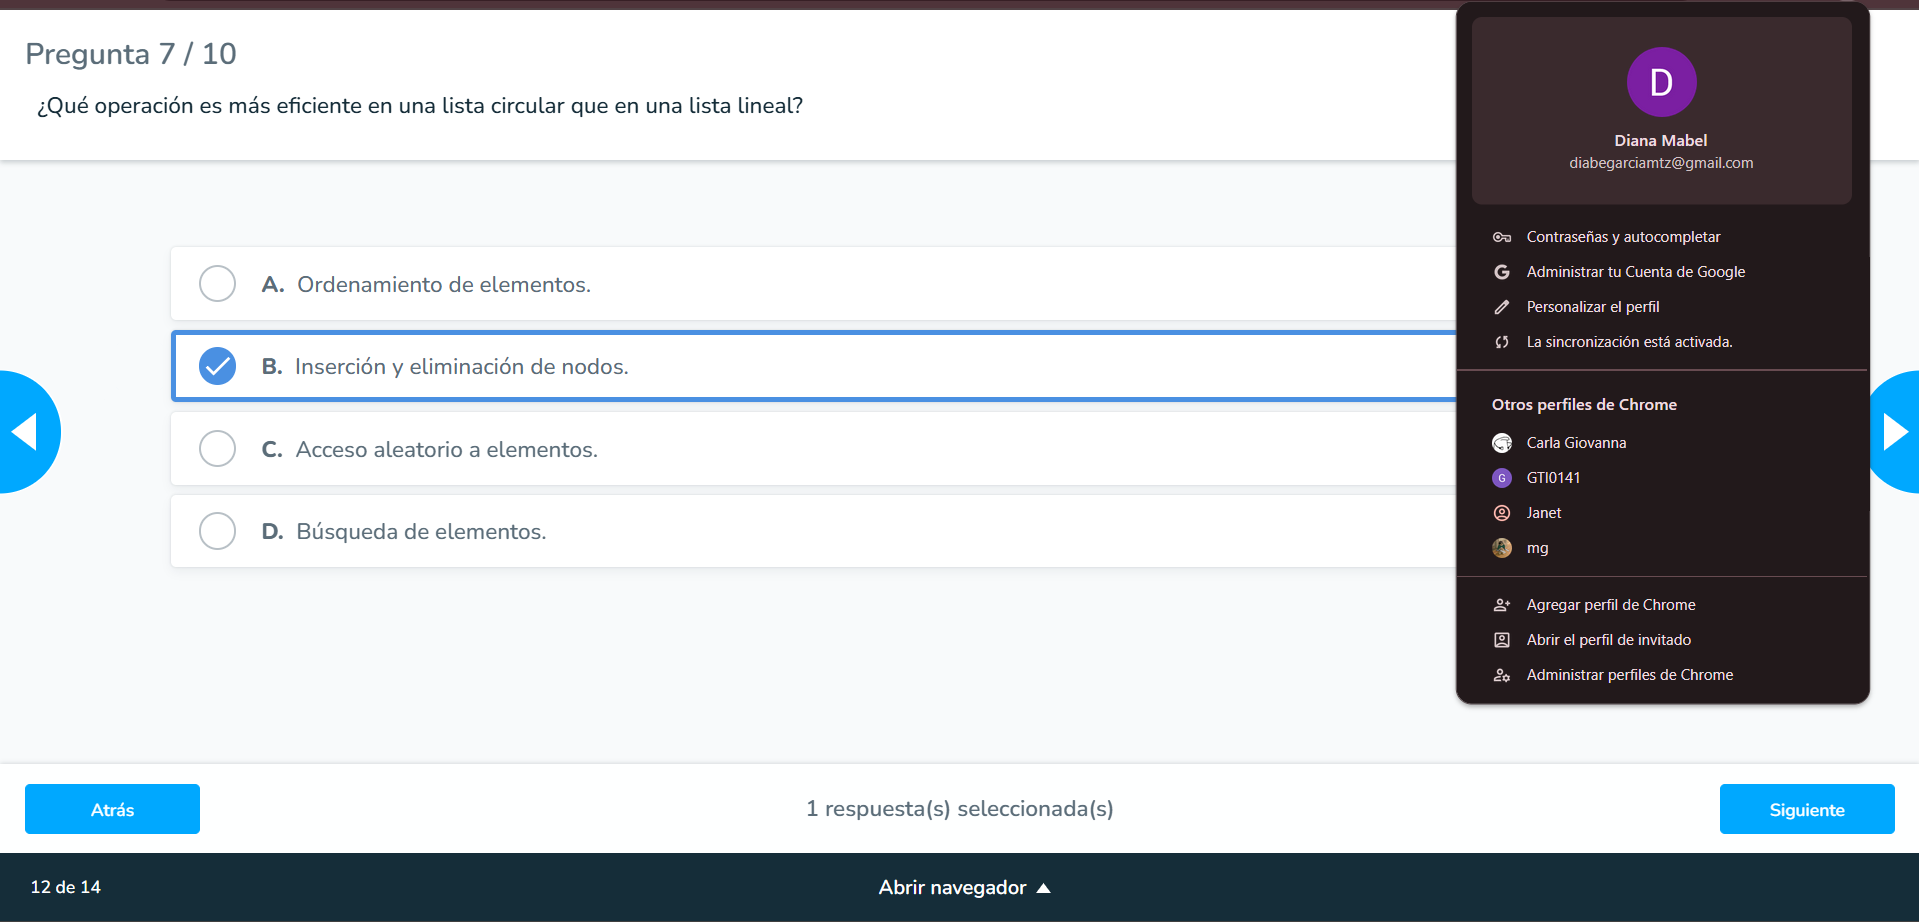 Pregunta 7 / 10
¿Qué operación es más eficiente en una lista circular que en una lista lineal?
A. Ordenamiento de elementos.
B. Inserción y eliminación de nodos.
C. Acceso aleatorio a elementos.
D. Búsqueda de elementos.
Atrás
1 respuesta(s) seleccionada(s)
Siguiente
12 de 14
Abrir navegador
D
Diana Mabel
diabegarciamtz@gmail.com
Contraseñas y autocompletar
G Administrar tu Cuenta de Google
Personalizar el perfil
La sincronización está activada.
Otros perfiles de Chrome
Carla Giovanna
G GTI0141
Janet
mg
Agregar perfil de Chrome
Abrir el perfil de invitado
Administrar perfiles de Chrome